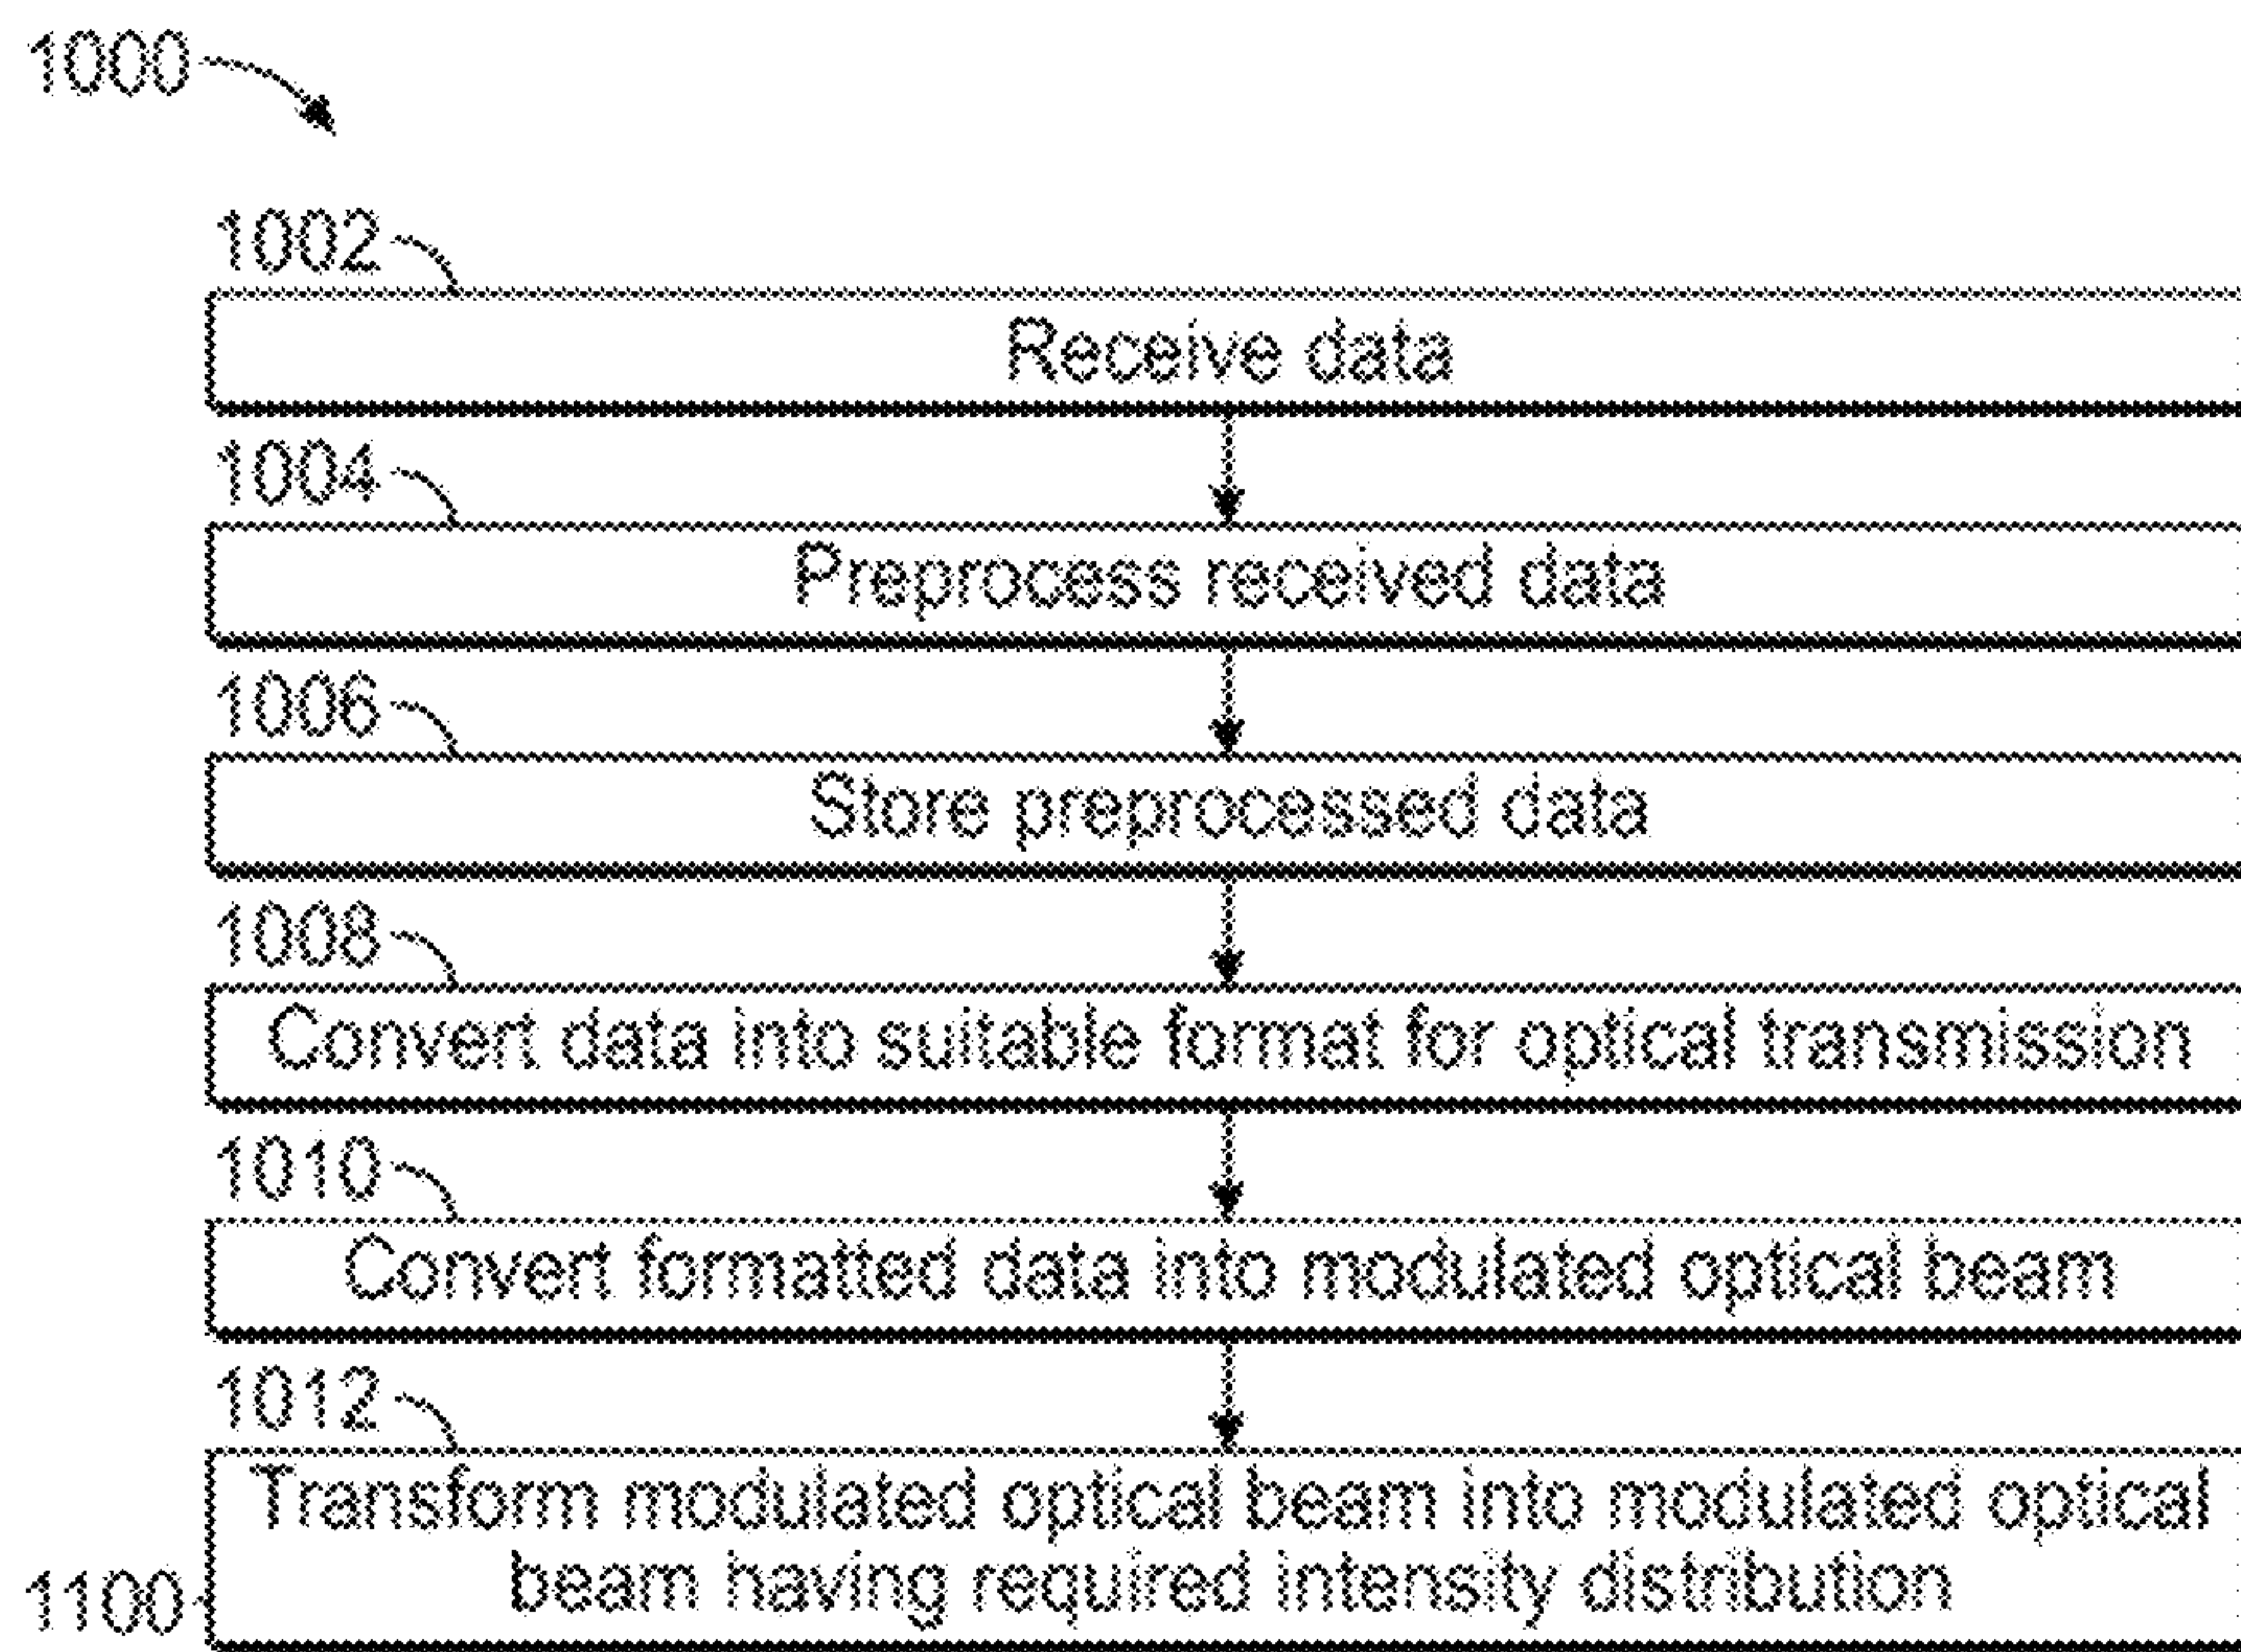 1000
1002
Receive data
1004
Preprocess received data
1006
Store preprocessed data
1008
Convert data into suitable format for optical transmission
1010
Convert formatted data into modulated optical beam
1012
Transform modulated optical beam into modulated optical
beam having required intensity distribution
1100